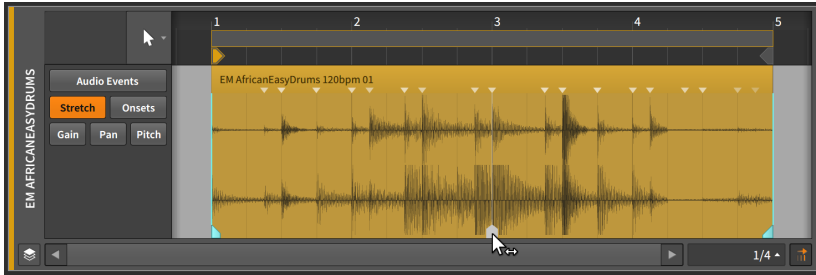 1 2 3 4 5
EM AFRICANEASYDRUMS
Audio Events
EM AfricanEasyDrums 120bpm 01
Stretch Onsets
Gain Pan Pitch
1/4